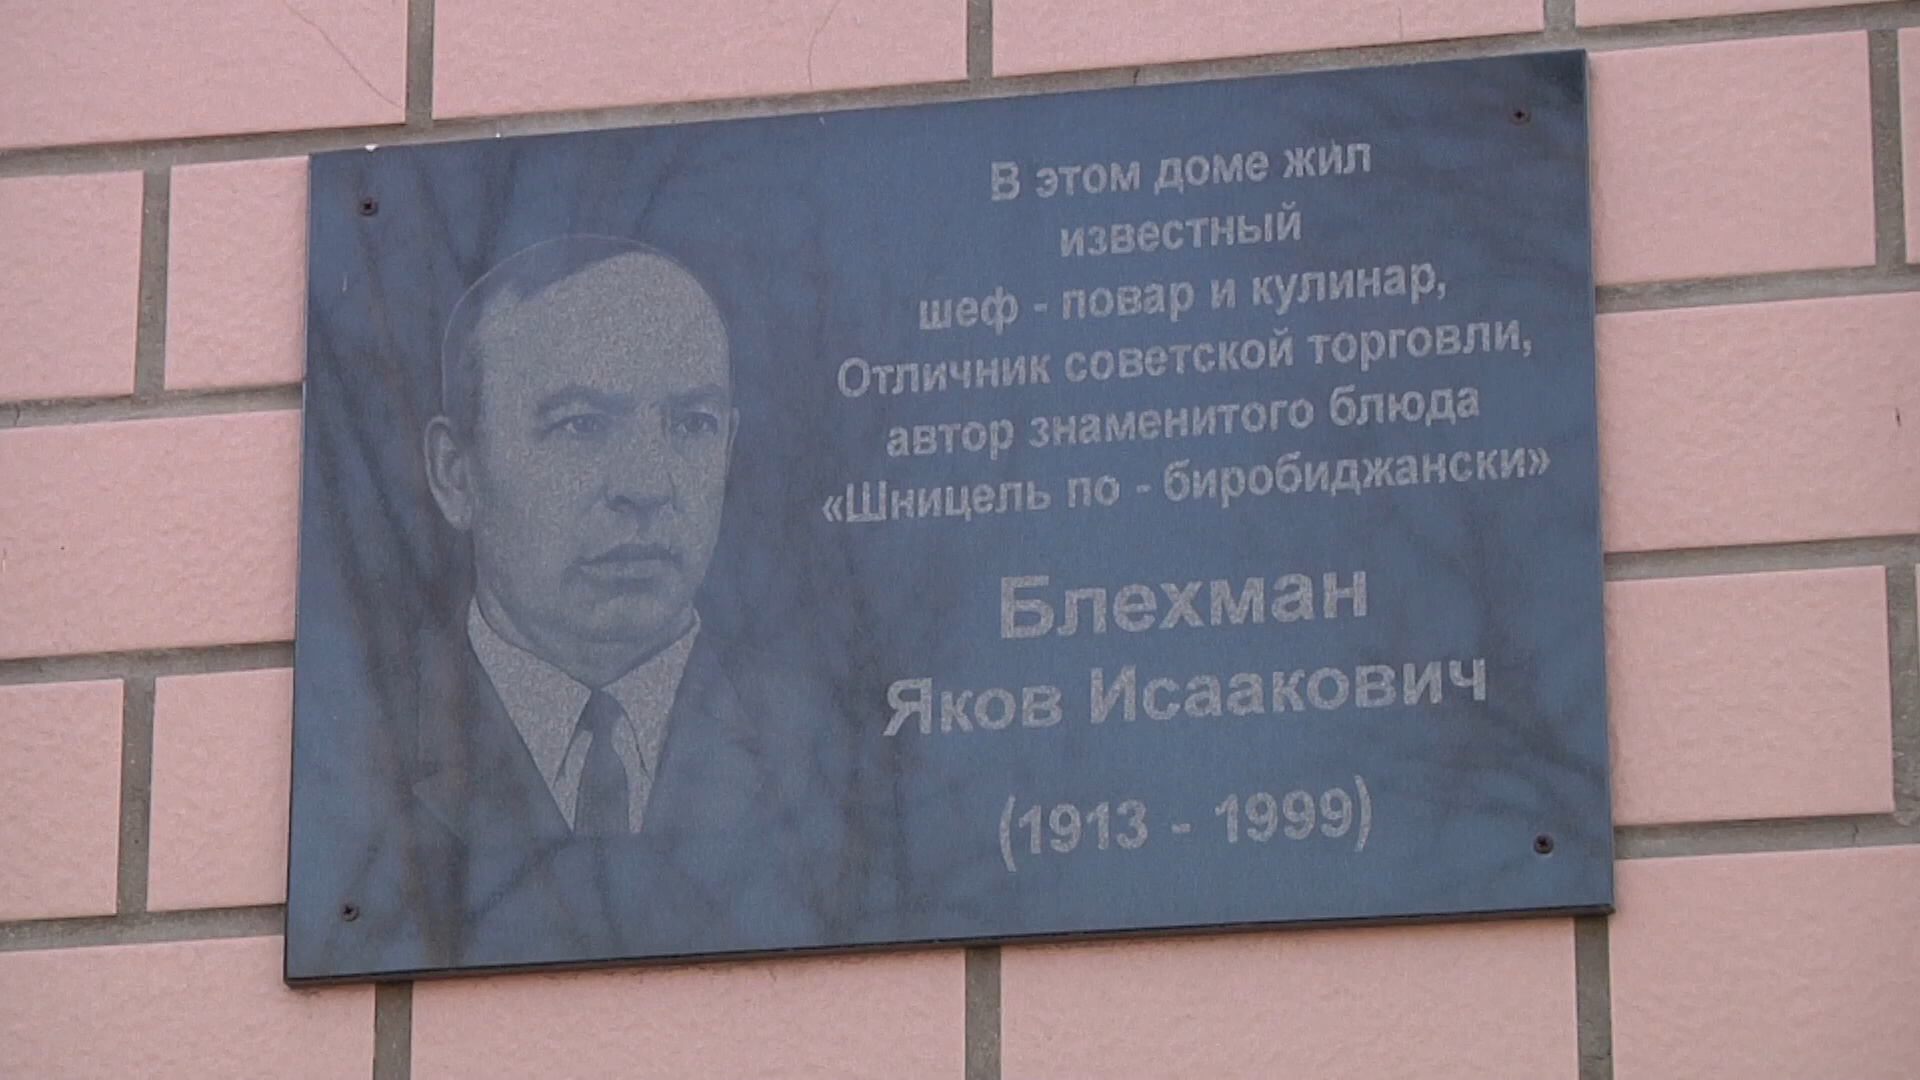 В этом доме жил
известный
шеф - повар и кулинар,
Отличник советской торговли,
автор знаменитого блюда
«Шницель по - биробиджански»
Блехман
Яков Исаакович
(1913 - 1999)